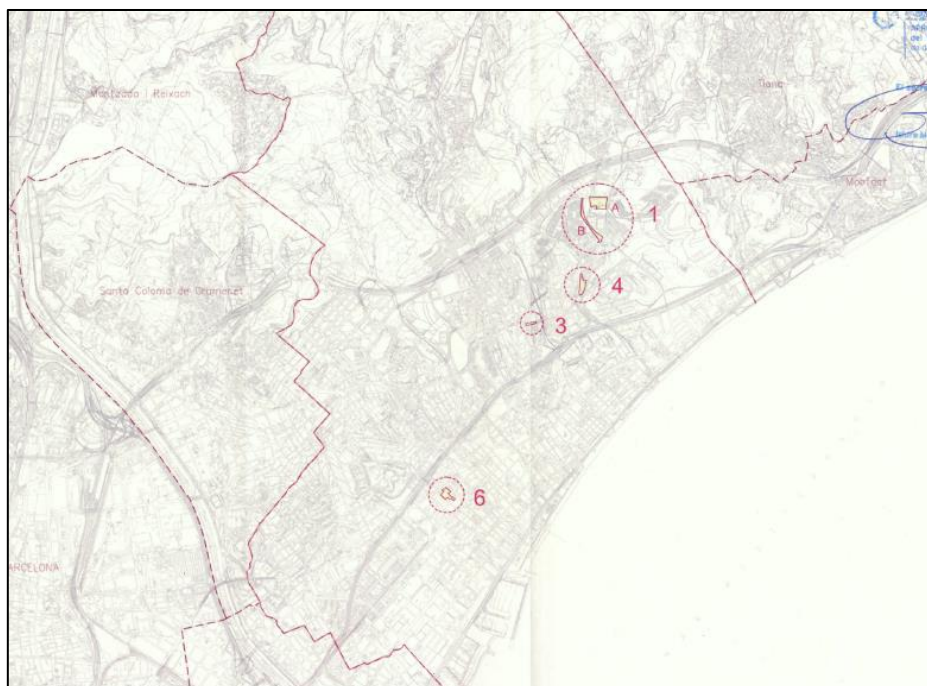 Montcada i Reixach
Tiana
Montgat
A
1
B
Santa Coloma de Gramenet
4
3
6
ARCELONA